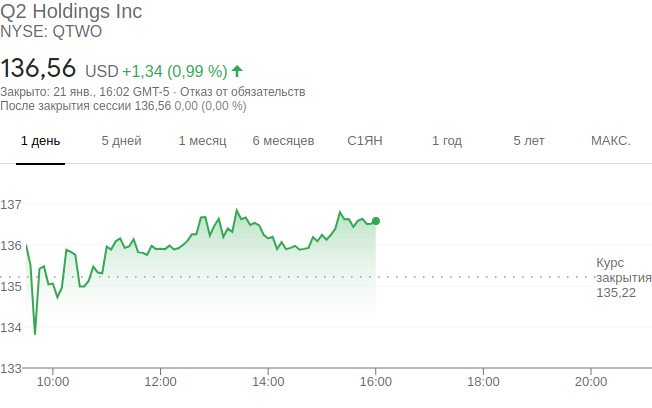 Q2 Holdings Inc
NYSE: QTWO
136,56 USD +1,34 (0,99 %)
Закрыто: 21 янв., 16:02 GMT-5 · Отказ от обязательств
После закрытия сессии 136,56 0,00 (0,00 %)
1 день 5 дней 1 месяц 6 месяцев С1ЯН 1 год 5 лет МАКС.
137
136
Курс
закрытия
135,22
135
134
133
10:00 12:00 14:00 16:00 18:00 20:00